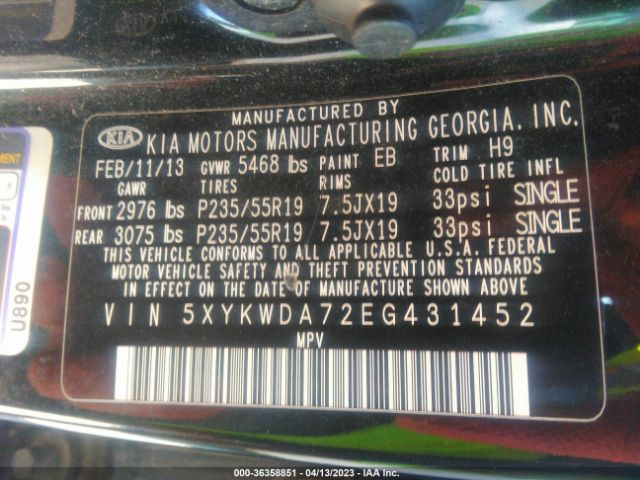 MANUFACTURED BY
KIA KIA MOTORS MANUFACTURING GEORGIA, INC.
FEB/11/13 GVWR 5468 lbs PAINT EB TRIM H9
GAWR TIRES RIMS COLD TIRE INFL
FRONT 2976 lbs P235/55R19 7.5JX19 33psi SINGLE
REAR 3075 lbs P235/55R19 7.5JX19 33psi SINGLE
THIS VEHICLE CONFORMS TO ALL APPLICABLE U.S.A. FEDERAL
MOTOR VEHICLE SAFETY AND THEFT PREVENTION STANDARDS
IN EFFECT ON THE DATE OF MANUFACTURE SHOWN ABOVE
VIN 5XYKWDA72EG431452
MPV
U890
000-36358851 - 04/13/2023 - IAA Inc.